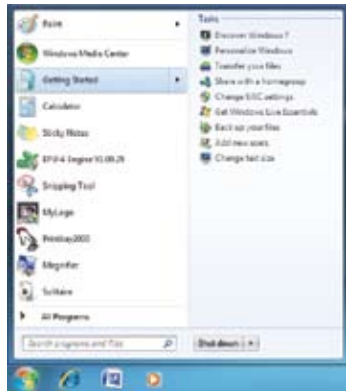 Paint
Windows Media Center
Getting Started
Calculator
Sticky Notes
Snipping Tool
MyLogo
Magnifier
Solitaire
All Programs
Search programs and files
Tasks
Discover Windows 7
Personalize Windows
Transfer your files
Share with a homegroup
Change UAC settings
Get Windows Live Essentials
Back up your files
Add new users
Change text size
Shut down